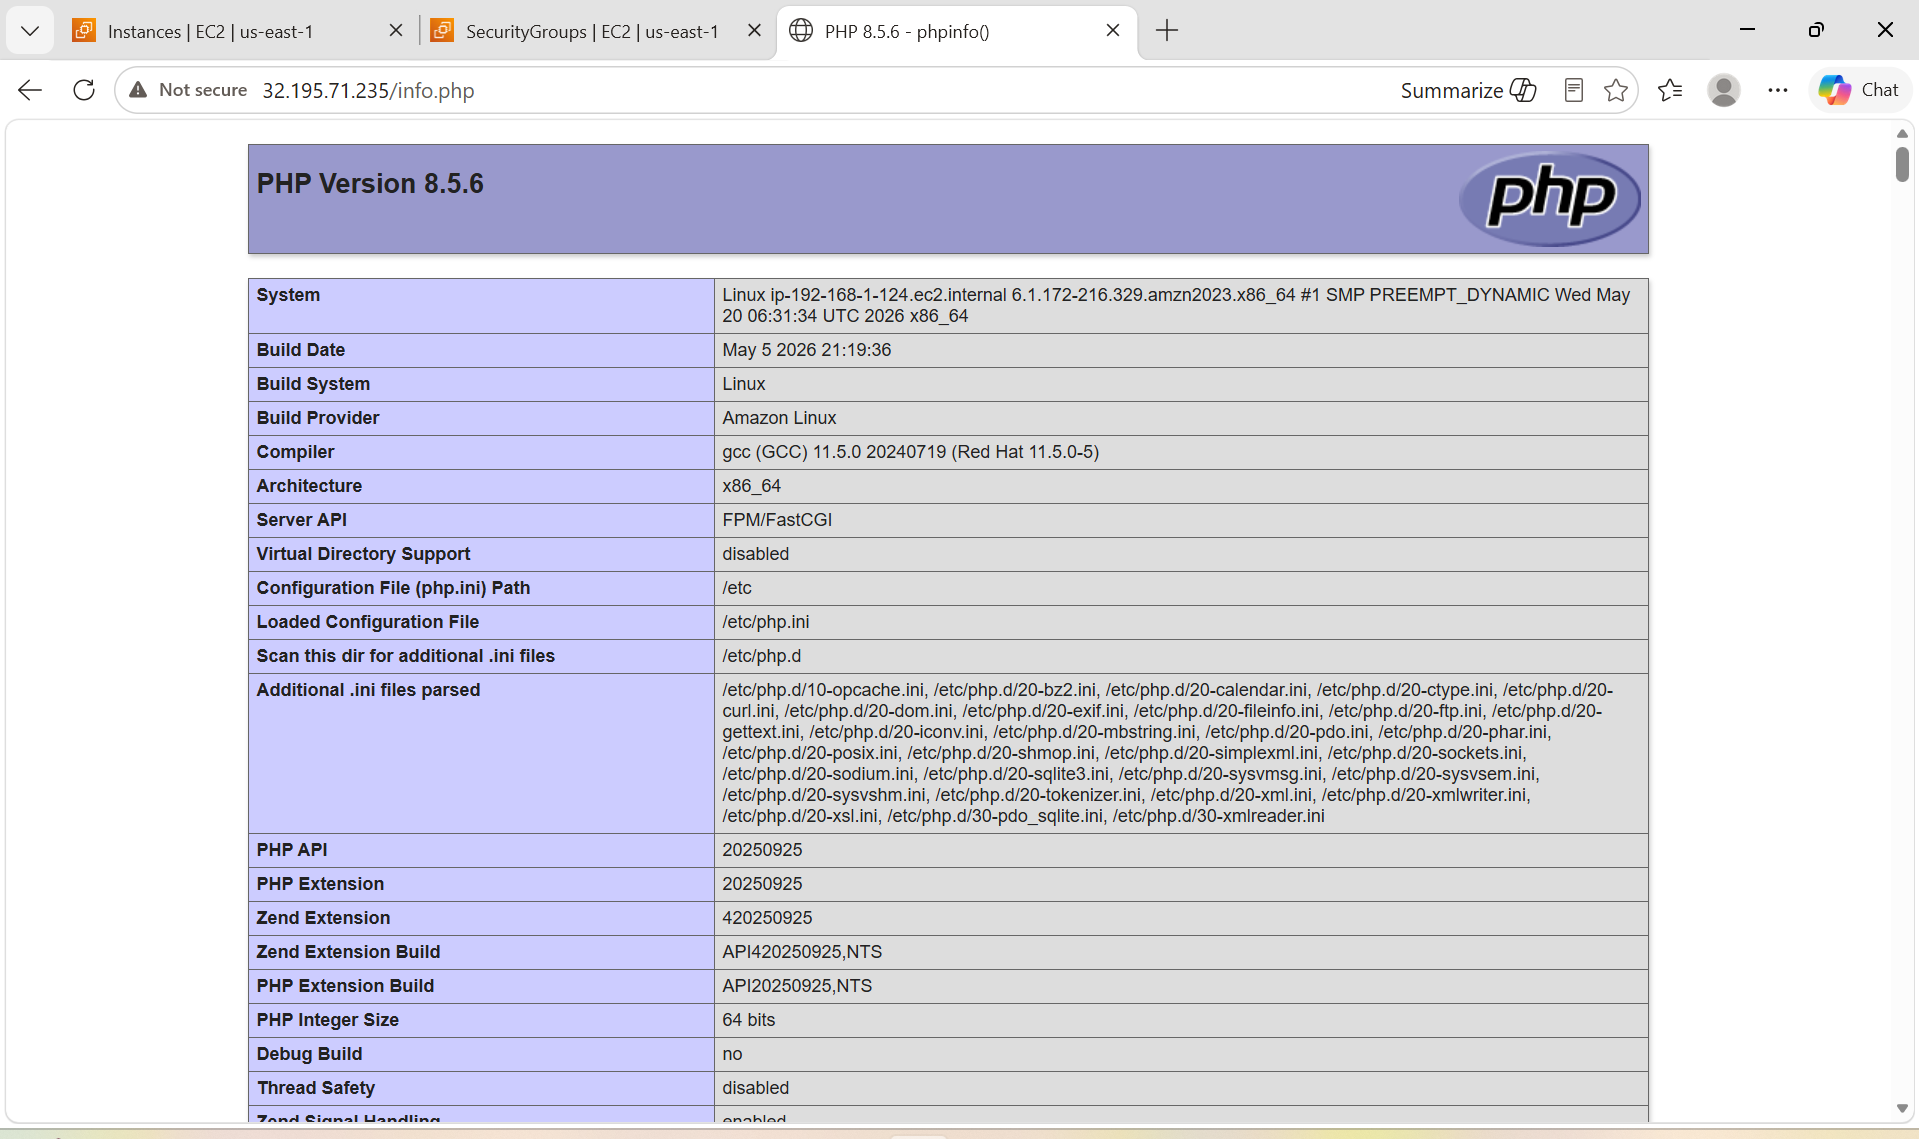 Instances | EC2 | us-east-1
SecurityGroups | EC2 | us-east-1
PHP 8.5.6 - phpinfo()
Not secure
32.195.71.235/info.php
Summarize
Chat
PHP Version 8.5.6
php
System
Linux ip-192-168-1-124.ec2.internal 6.1.172-216.329.amzn2023.x86_64 #1 SMP PREEMPT_DYNAMIC Wed May
20 06:31:34 UTC 2026 x86_64
Build Date
May 5 2026 21:19:36
Build System
Linux
Build Provider
Amazon Linux
Compiler
gcc (GCC) 11.5.0 20240719 (Red Hat 11.5.0-5)
Architecture
x86_64
Server API
FPM/FastCGI
Virtual Directory Support
disabled
Configuration File (php.ini) Path
/etc
Loaded Configuration File
/etc/php.ini
Scan this dir for additional .ini files
/etc/php.d
Additional .ini files parsed
/etc/php.d/10-opcache.ini, /etc/php.d/20-bz2.ini, /etc/php.d/20-calendar.ini, /etc/php.d/20-ctype.ini, /etc/php.d/20-
curl.ini, /etc/php.d/20-dom.ini, /etc/php.d/20-exif.ini, /etc/php.d/20-fileinfo.ini, /etc/php.d/20-ftp.ini, /etc/php.d/20-
gettext.ini, /etc/php.d/20-iconv.ini, /etc/php.d/20-mbstring.ini, /etc/php.d/20-pdo.ini, /etc/php.d/20-phar.ini,
/etc/php.d/20-posix.ini, /etc/php.d/20-shmop.ini, /etc/php.d/20-simplexml.ini, /etc/php.d/20-sockets.ini,
/etc/php.d/20-sodium.ini, /etc/php.d/20-sqlite3.ini, /etc/php.d/20-sysvmsg.ini, /etc/php.d/20-sysvsem.ini,
/etc/php.d/20-sysvshm.ini, /etc/php.d/20-tokenizer.ini, /etc/php.d/20-xml.ini, /etc/php.d/20-xmlwriter.ini,
/etc/php.d/20-xsl.ini, /etc/php.d/30-pdo_sqlite.ini, /etc/php.d/30-xmlreader.ini
PHP API
20250925
PHP Extension
20250925
Zend Extension
420250925
Zend Extension Build
API420250925,NTS
PHP Extension Build
API20250925,NTS
PHP Integer Size
64 bits
Debug Build
no
Thread Safety
disabled
Zend Signal Handling
enabled